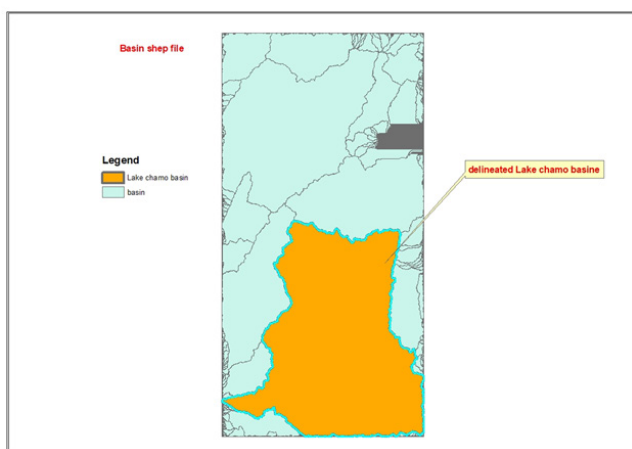 Basin shep file
Legend
Lake chamo basin
basin
delineated Lake chamo basine